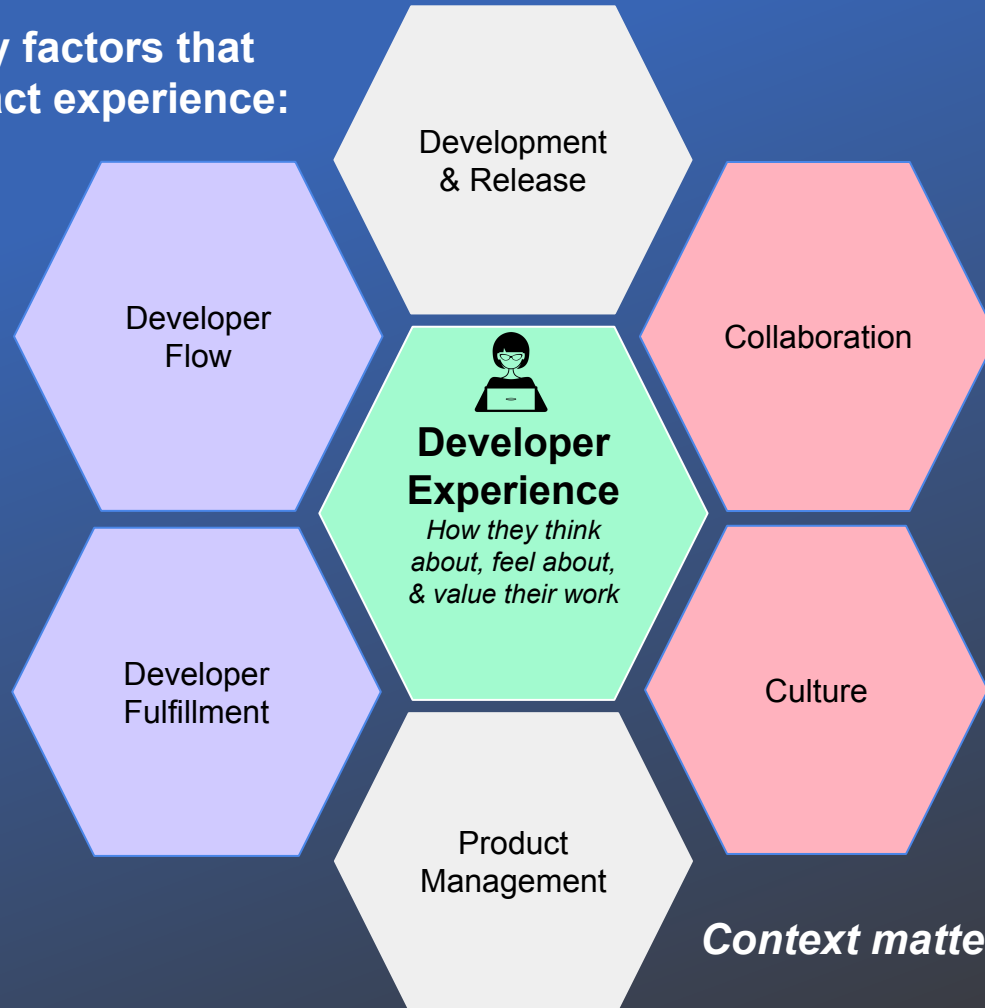 y factors that
act experience:
Development
& Release
Developer
Flow
Collaboration
Developer
Experience
How they think
about, feel about,
& value their work
Developer
Fulfillment
Culture
Product
Management
Context matte